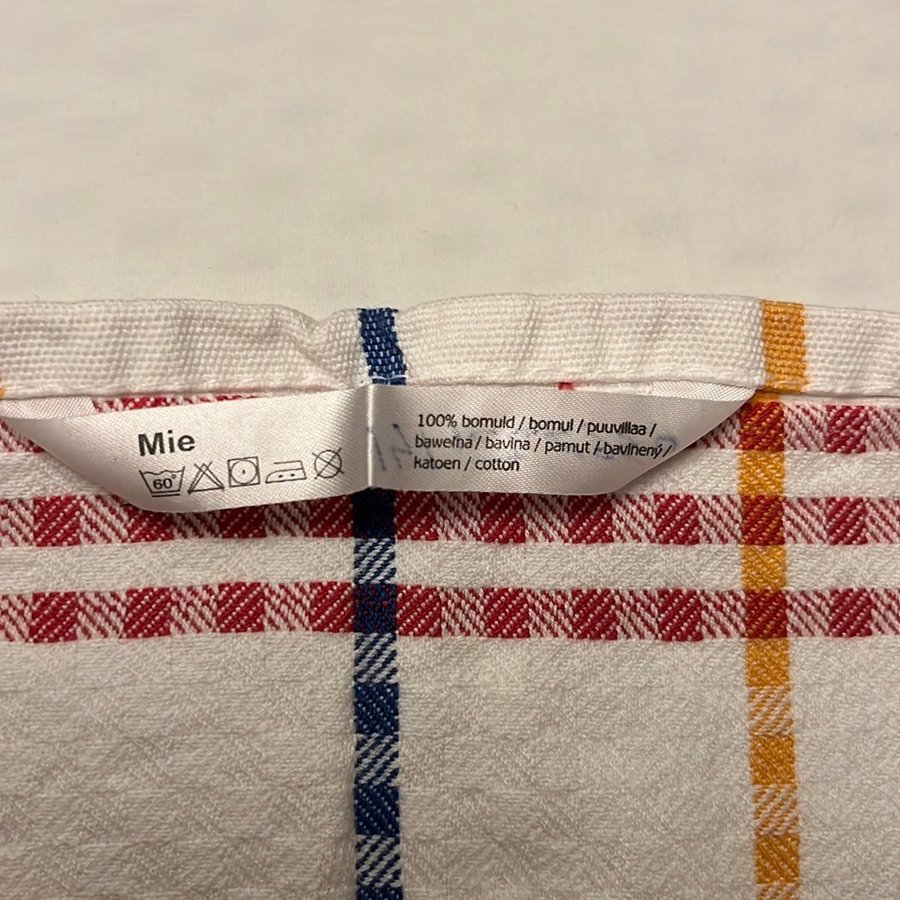 Mie
60°
100% bomuld / bomul / puuvillaa /
bawełna / bavlna / pamut / bavlnený /
katoen / cotton